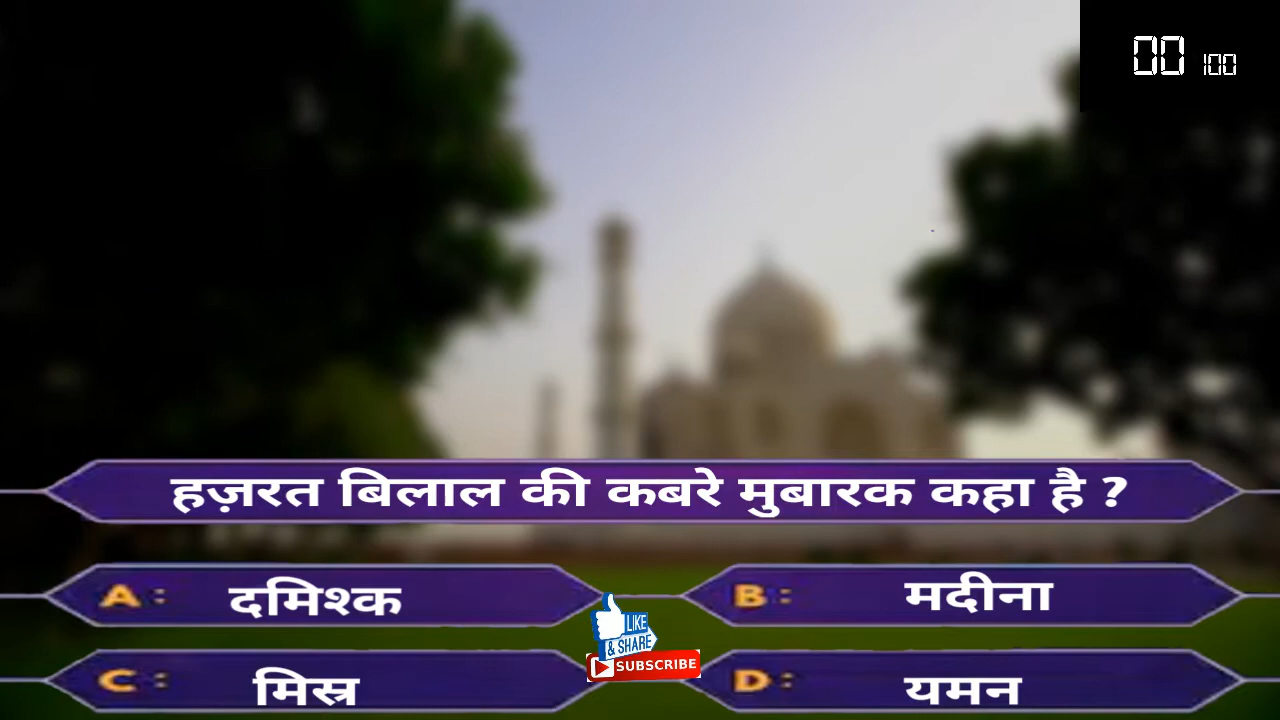 00 100
हज़रत बिलाल की कबरे मुबारक कहा है ?
A : दमिश्क
B : मदीना
C : मिस्र
D : यमन
LIKE
& SHARE
SUBSCRIBE